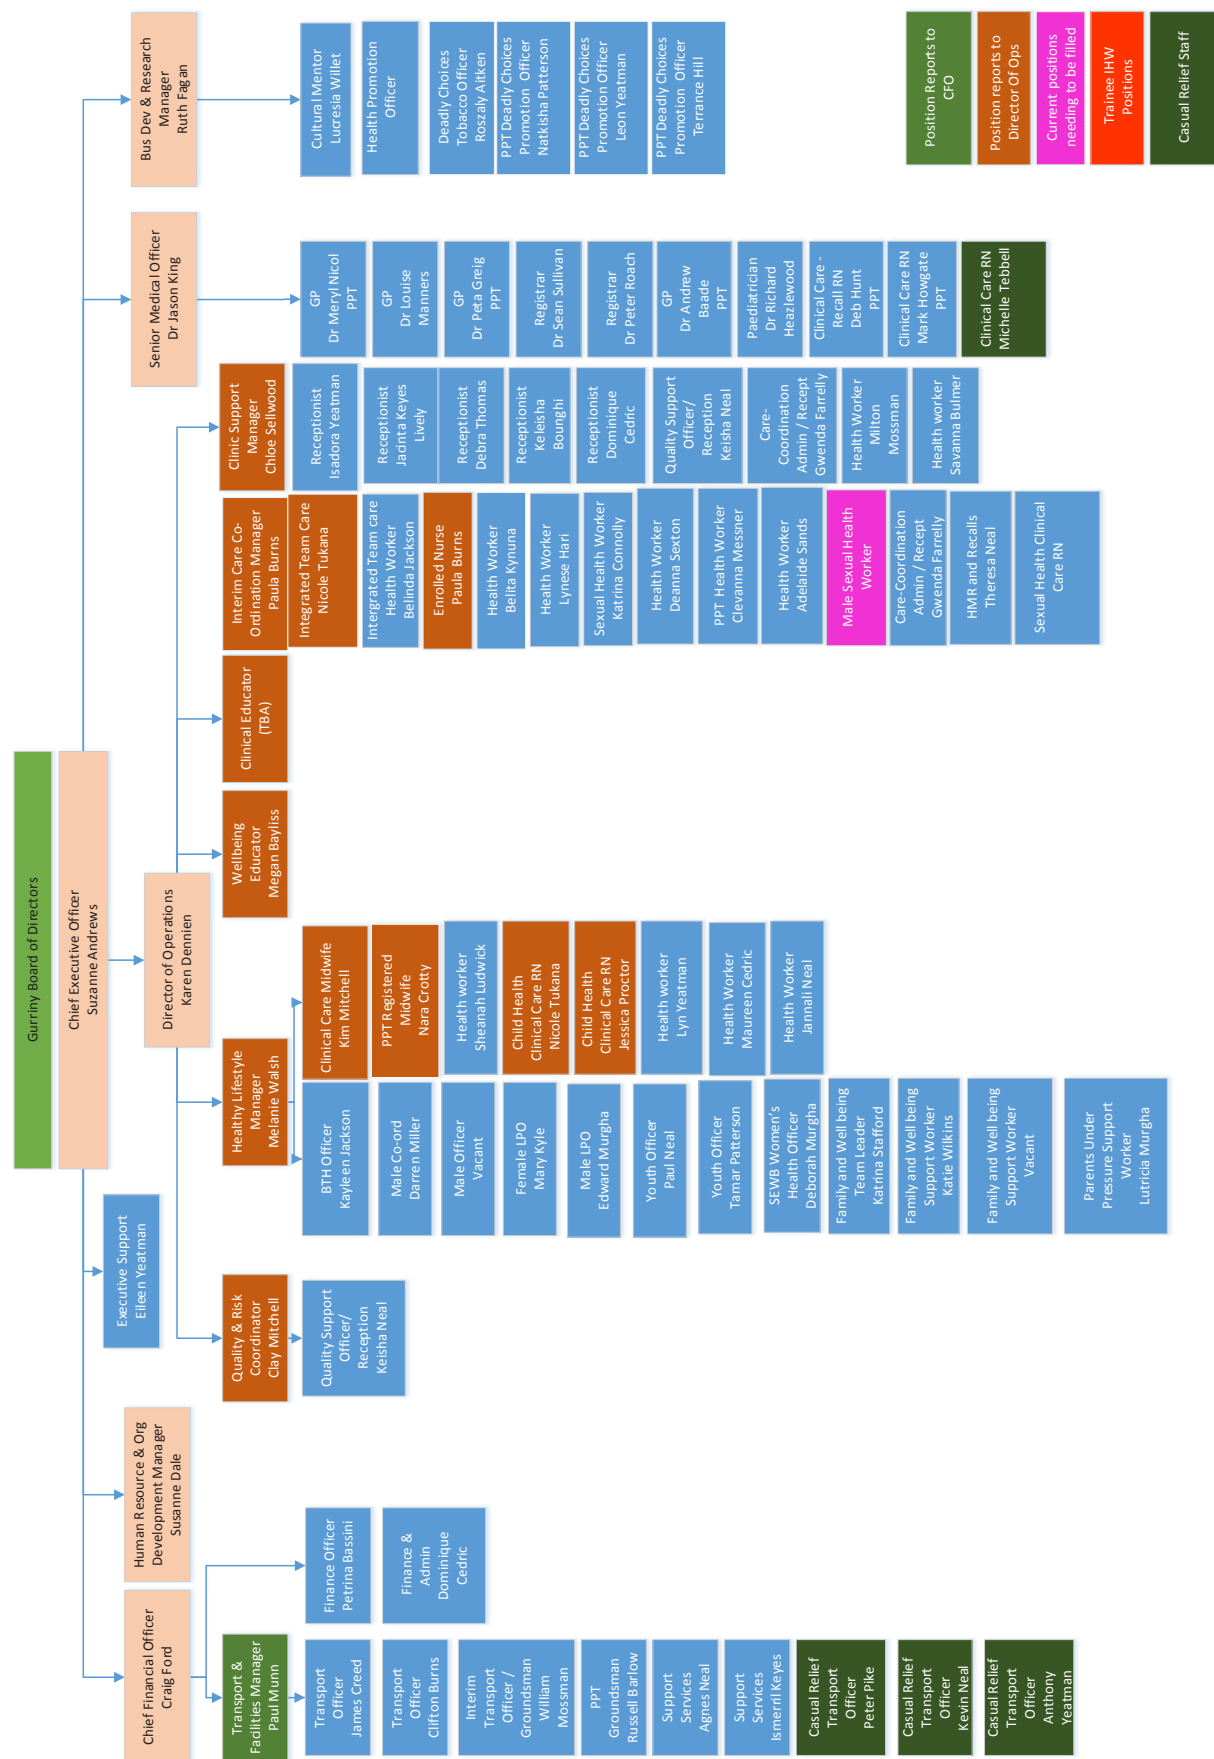 Gurriny Board of Directors
Chief Executive Officer
Suzanne Andrews
Executive Support
Eileen Yeatman
Chief Financial Officer
Craig Ford
Human Resource & Org
Development Manager
Susanne Dale
Director of Operations
Karen Dennien
Senior Medical Officer
Dr Jason King
Bus Dev & Research
Manager
Ruth Fagan
Transport &
Facilities Manager
Paul Munn
Transport
Officer
James Creed
Transport
Officer
Clifton Burns
Interim
Transport
Officer /
Groundsman
William
Mossman
PPT
Groundsman
Russell Barlow
Support
Services
Agnes Neal
Support
Services
Ismerril Keyes
Casual Relief
Transport
Officer
Peter Pike
Casual Relief
Transport
Officer
Kevin Neal
Casual Relief
Transport
Officer
Anthony
Yeatman
Finance Officer
Petrina Bassini
Finance &
Admin
Dominique
Cedric
Quality & Risk
Coordinator
Clay Mitchell
Quality Support
Officer/
Reception
Keisha Neal
Healthy Lifestyle
Manager
Melanie Walsh
BTH Officer
Kayleen Jackson
Male Co-ord
Darren Miller
Male Officer
Vacant
Female LPO
Mary Kyle
Male LPO
Edward Murgha
Youth Officer
Paul Neal
Youth Officer
Tamar Patterson
SEWB Women's
Health Officer
Deborah Murgha
Family and Well being
Team Leader
Katrina Stafford
Family and Well being
Support Worker
Katie Wilkins
Family and Well being
Support Worker
Vacant
Parents Under
Pressure Support
Worker
Lutricia Murgha
Clinical Care Midwife
Kim Mitchell
PPT Registered
Midwife
Nara Crotty
Health worker
Sheanah Ludwick
Child Health
Clinical Care RN
Nicole Tukana
Child Health
Clinical Care RN
Jessica Proctor
Health worker
Lyn Yeatman
Health Worker
Maureen Cedric
Health Worker
Jannali Neal
Wellbeing
Educator
Megan Bayliss
Clinical Educator
(TBA)
Interim Care Co-
Ordination Manager
Paula Burns
Integrated Team Care
Nicole Tukana
Intergrated Team care
Health Worker
Belinda Jackson
Enrolled Nurse
Paula Burns
Health Worker
Belita Kynuna
Health Worker
Lynese Hari
Sexual Health Worker
Katrina Connolly
Health Worker
Deanna Sexton
PPT Health Worker
Clevanna Messner
Health Worker
Adelaide Sands
Male Sexual Health
Worker
Care-Coordination
Admin / Recept
Gwenda Farrelly
HMR and Recalls
Theresa Neal
Sexual Health Clinical
Care RN
Clinic Support
Manager
Chloe Sellwood
Receptionist
Isadora Yeatman
Receptionist
Jacinta Keyes
Lively
Receptionist
Debra Thomas
Receptionist
Keleisha
Bounghi
Receptionist
Dominique
Cedric
Quality Support
Officer/
Reception
Keisha Neal
Care-
Coordination
Admin / Recept
Gwenda Farrelly
Health Worker
Milton
Mossman
Health worker
Savanna Bulmer
GP
Dr Meryl Nicol
PPT
GP
Dr Louise
Manners
GP
Dr Peta Greig
PPT
Registrar
Dr Sean Sullivan
Registrar
Dr Peter Roach
GP
Dr Andrew
Baade
PPT
Paediatrician
Dr Richard
Heazlewood
Clinical Care -
Recall RN
Deb Hunt
PPT
Clinical Care RN
Mark Howgate
PPT
Clinical Care RN
Michelle Tebbell
Cultural Mentor
Lucresia Willet
Health Promotion
Officer
Deadly Choices
Tobacco Officer
Roszaly Aitken
PPT Deadly Choices
Promotion Officer
Natkisha Patterson
PPT Deadly Choices
Promotion Officer
Leon Yeatman
PPT Deadly Choices
Promotion Officer
Terrance Hill
Position Reports to
CFO
Position reports to
Director Of Ops
Current positions
needing to be filled
Trainee IHW
Positions
Casual Relief Staff